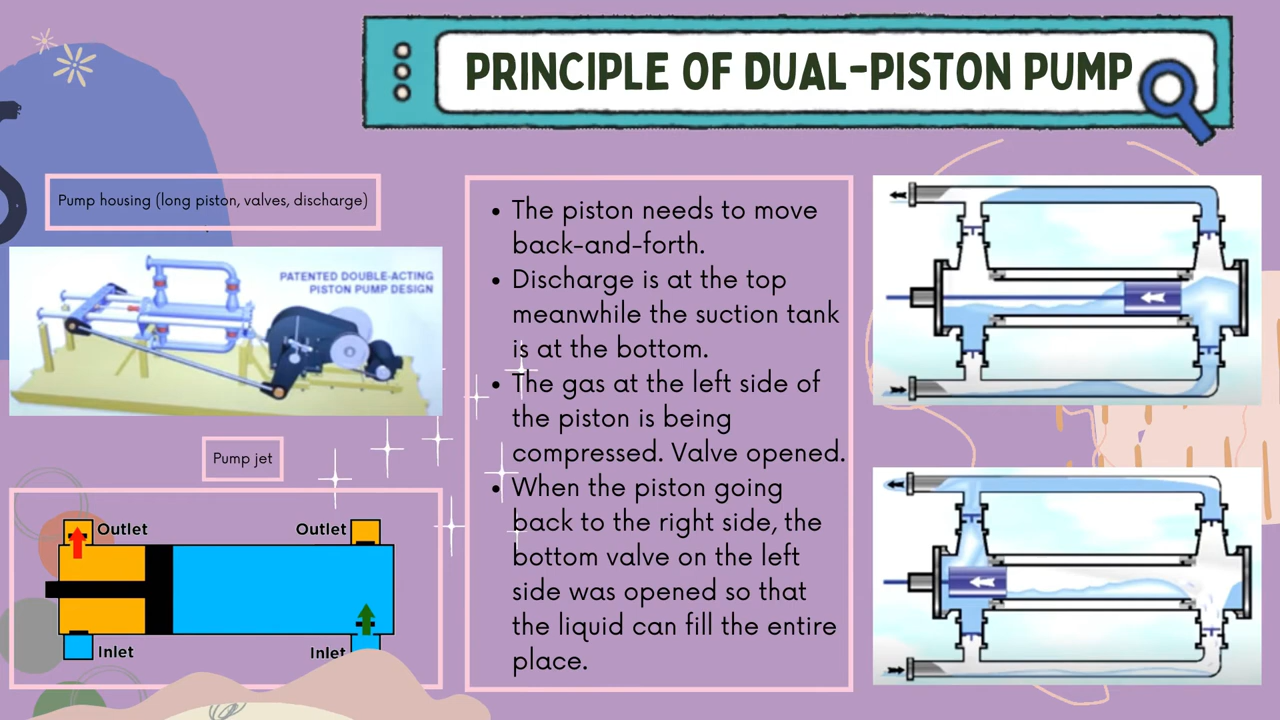 PRINCIPLE OF DUAL-PISTON PUMP
Pump housing (long piston, valves, discharge)
PATENTED DOUBLE-ACTING
PISTON PUMP DESIGN
Pump jet
Outlet
Outlet
Inlet
Inlet
• The piston needs to move
back-and-forth.
• Discharge is at the top
meanwhile the suction tank
is at the bottom.
• The gas at the left side of
the piston is being
compressed. Valve opened.
• When the piston going
back to the right side, the
bottom valve on the left
side was opened so that
the liquid can fill the entire
place.